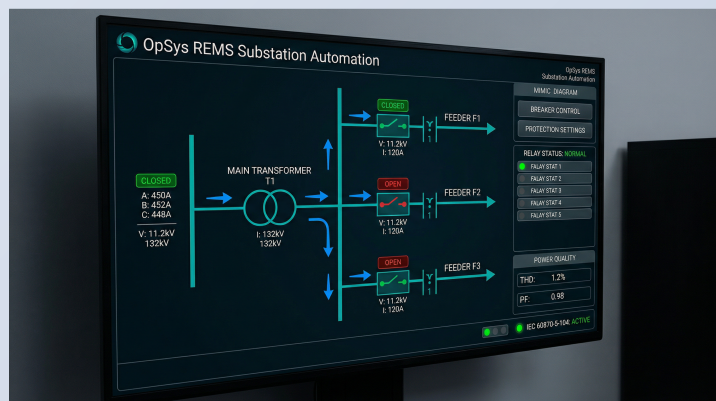 OpSys REMS Substation Automation
OpSys REMS
Substation Automation
CLOSED
A: 450A
B: 452A
C: 448A
V: 11.2kV
132kV
MAIN TRANSFORMER
T1
I: 132kV
132kV
CLOSED
V: 11.2kV
I: 120A
FEEDER F1
OPEN
V: 11.2kV
I: 120A
FEEDER F2
OPEN
V: 11.2kV
I: 120A
FEEDER F3
MIMIC DIAGRAM
BREAKER CONTROL
PROTECTION SETTINGS
RELAY STATUS: NORMAL
FALAY STAT 1
FALAY STAT 2
FALAY STAT 3
FALAY STAT 4
FALAY STAT 5
POWER QUALITY
THD: 1.2%
PF: 0.98
IEC 60870-5-104: ACTIVE